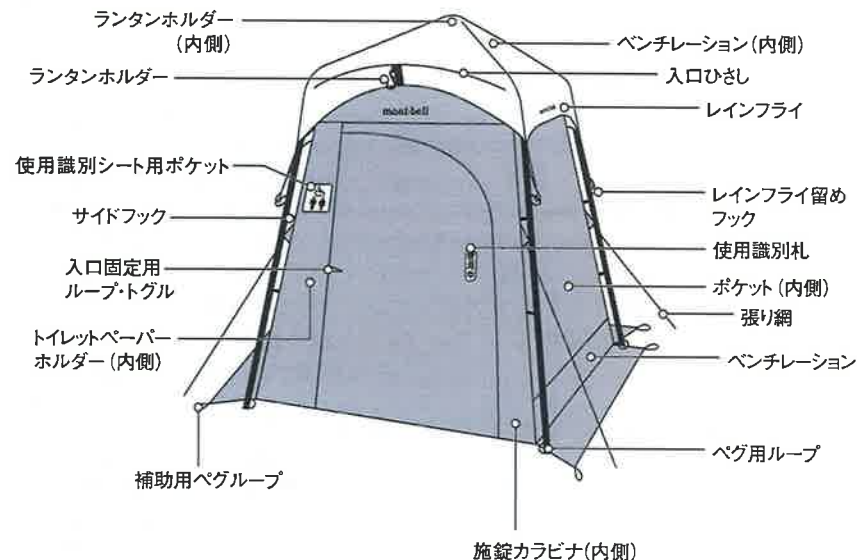 ランタンホルダー
(内側)
ランタンホルダー
使用識別シート用ポケット
サイドフック
入口固定用
ループ・トグル
トイレットペーパー
ホルダー(内側)
補助用ペグループ
mont-bell
ベンチレーション(内側)
入口ひさし
レインフライ
レインフライ留め
フック
使用識別札
ポケット(内側)
張り網
ベンチレーション
ペグ用ループ
施錠カラビナ(内側)